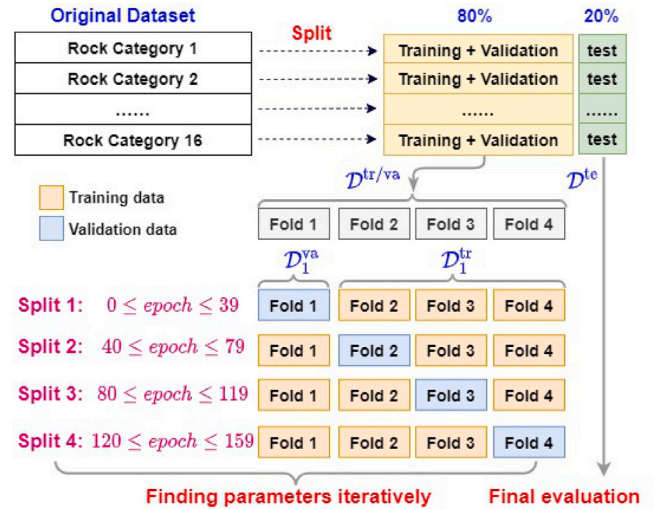 Original Dataset 80% 20%
Rock Category 1 Split Training + Validation test
Rock Category 2 Training + Validation test
...... ...... ......
Rock Category 16 Training + Validation test
𝒟^{tr/va} 𝒟^{te}
Training data
Validation data
Fold 1 Fold 2 Fold 3 Fold 4
𝒟_1^{va} 𝒟_1^{tr}
Split 1: 0 ≤ epoch ≤ 39 Fold 1 Fold 2 Fold 3 Fold 4
Split 2: 40 ≤ epoch ≤ 79 Fold 1 Fold 2 Fold 3 Fold 4
Split 3: 80 ≤ epoch ≤ 119 Fold 1 Fold 2 Fold 3 Fold 4
Split 4: 120 ≤ epoch ≤ 159 Fold 1 Fold 2 Fold 3 Fold 4
Finding parameters iteratively Final evaluation